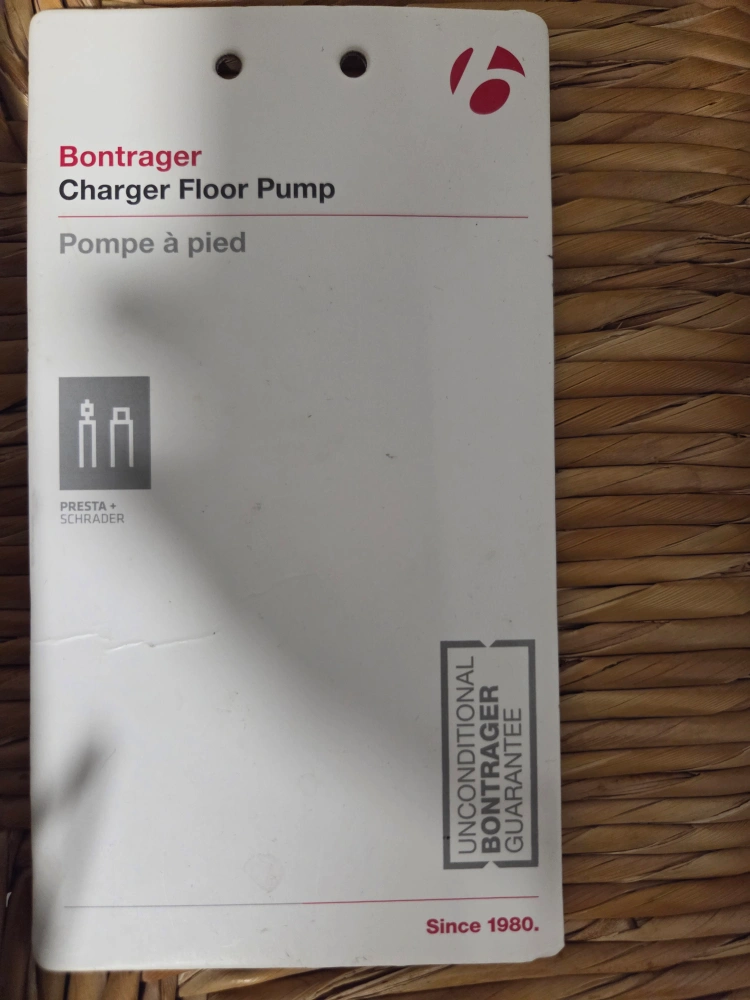 Bontrager
Charger Floor Pump
Pompe à pied
PRESTA +
SCHRADER
UNCONDITIONAL
BONTRAGER
GUARANTEE
Since 1980.